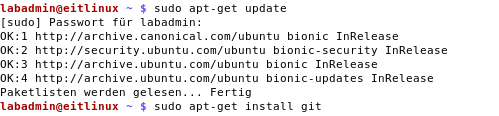 labadmin@eitlinux ~ $ sudo apt-get update
[sudo] Passwort für labadmin:
OK:1 http://archive.canonical.com/ubuntu bionic InRelease
OK:2 http://security.ubuntu.com/ubuntu bionic-security InRelease
OK:3 http://archive.ubuntu.com/ubuntu bionic InRelease
OK:4 http://archive.ubuntu.com/ubuntu bionic-updates InRelease
Paketlisten werden gelesen... Fertig
labadmin@eitlinux ~ $ sudo apt-get install git